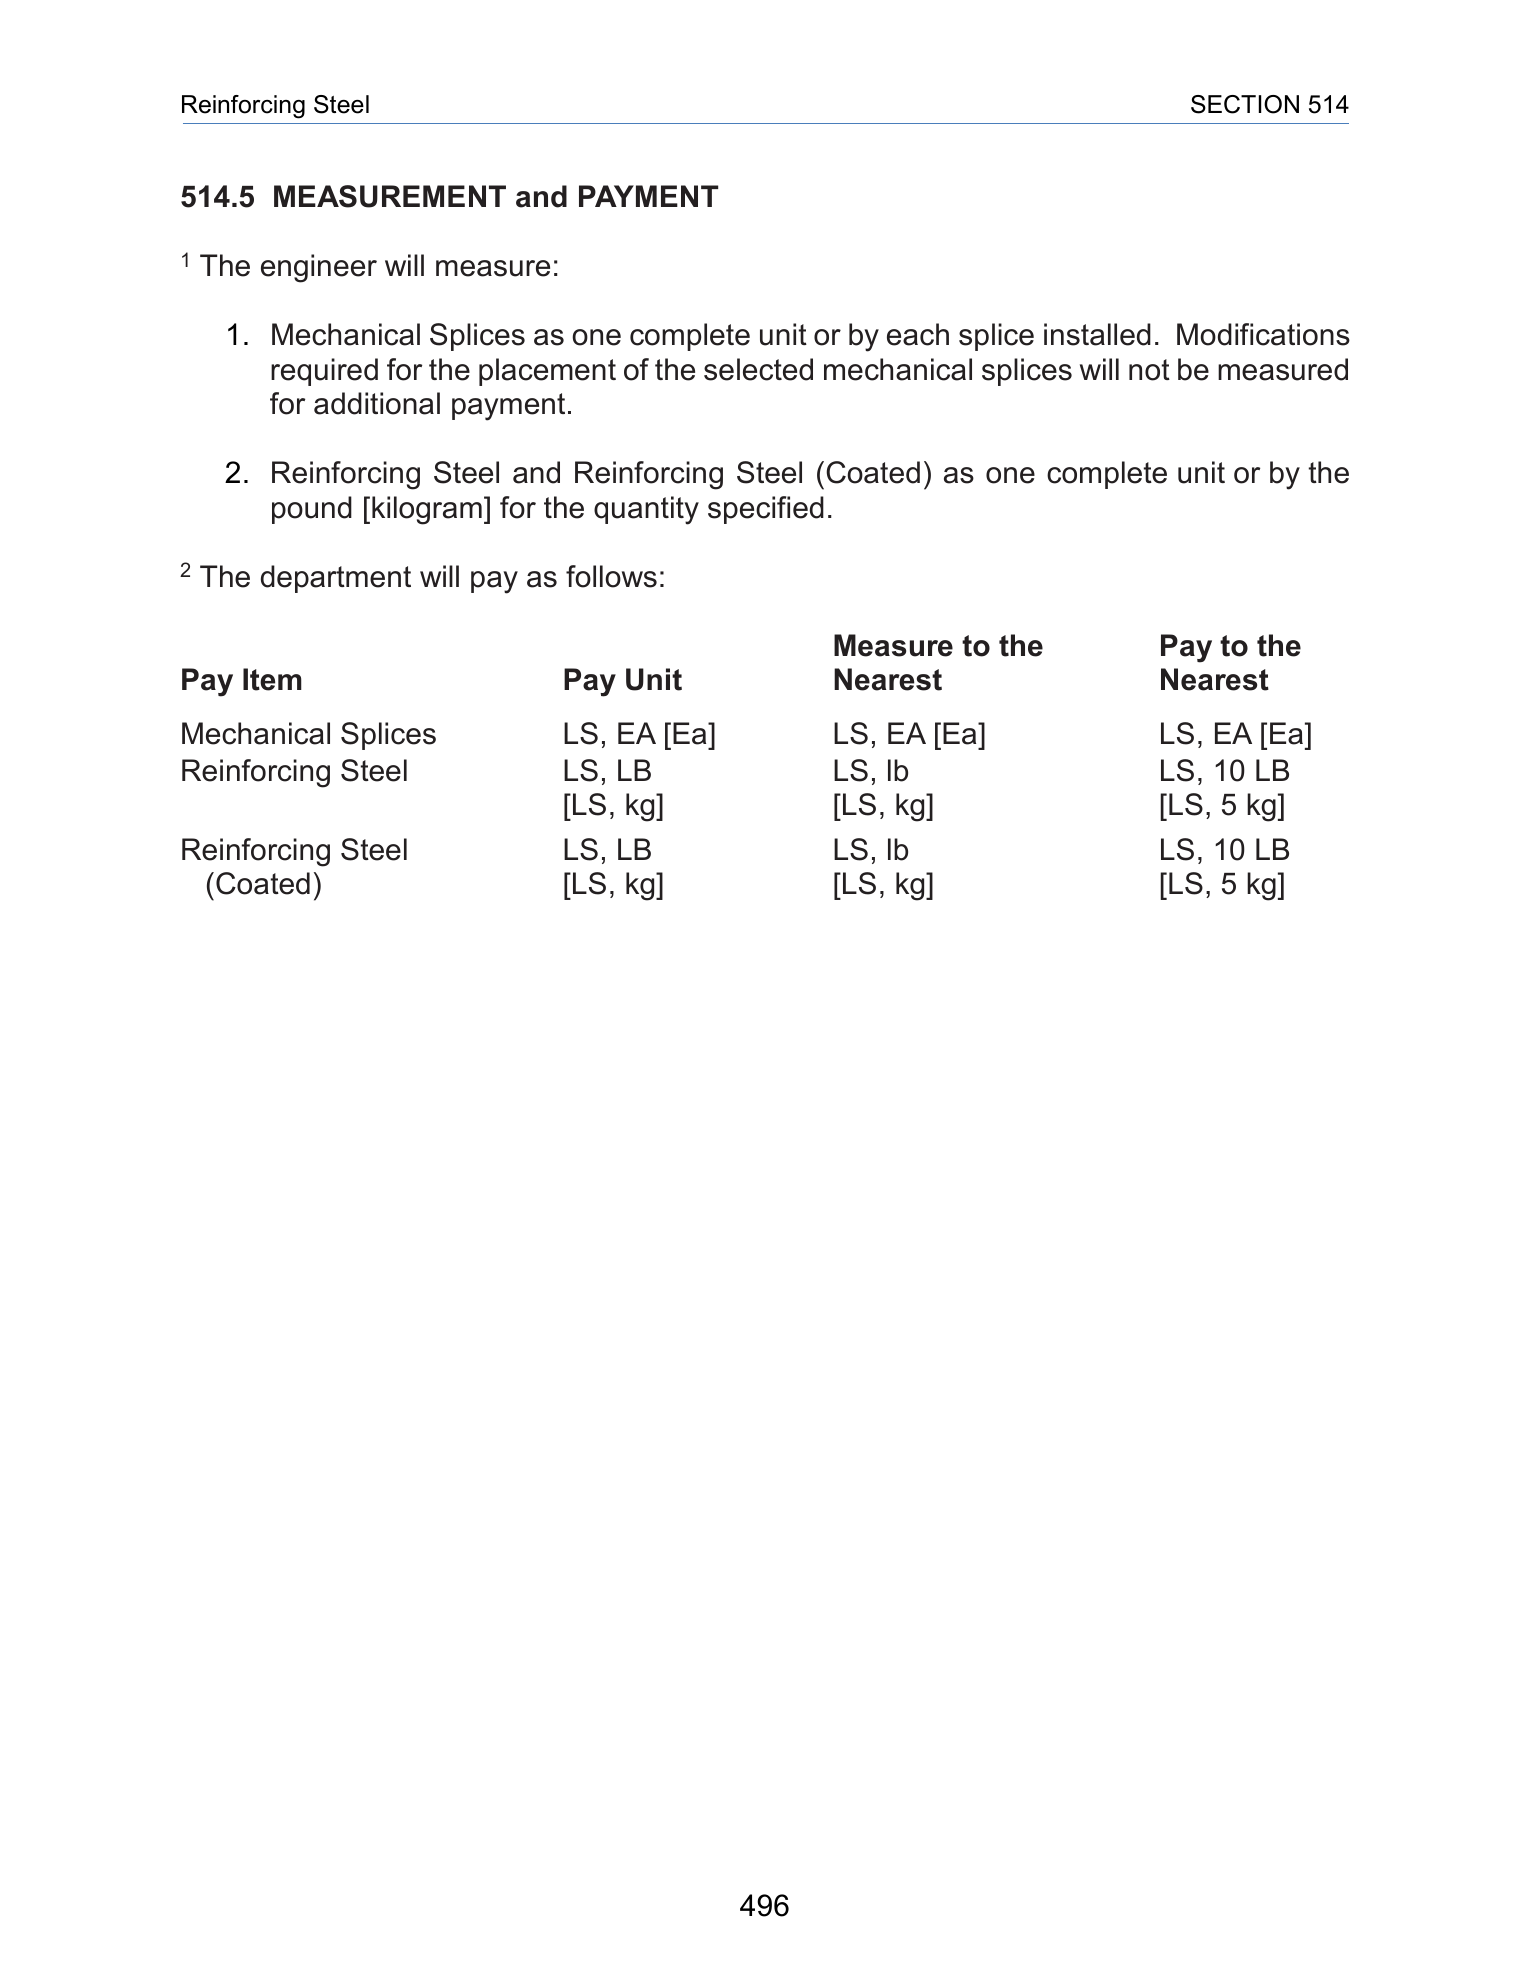 Reinforcing Steel SECTION 514
514.5 MEASUREMENT and PAYMENT
1 The engineer will measure:
1. Mechanical Splices as one complete unit or by each splice installed. Modifications
required for the placement of the selected mechanical splices will not be measured
for additional payment.
2. Reinforcing Steel and Reinforcing Steel (Coated) as one complete unit or by the
pound [kilogram] for the quantity specified.
2 The department will pay as follows:
Measure to the Pay to the
Pay Item Pay Unit Nearest Nearest
Mechanical Splices LS, EA [Ea] LS, EA [Ea] LS, EA [Ea]
Reinforcing Steel LS, LB LS, lb LS, 10 LB
[LS, kg] [LS, kg] [LS, 5 kg]
Reinforcing Steel LS, LB LS, lb LS, 10 LB
(Coated) [LS, kg] [LS, kg] [LS, 5 kg]
496